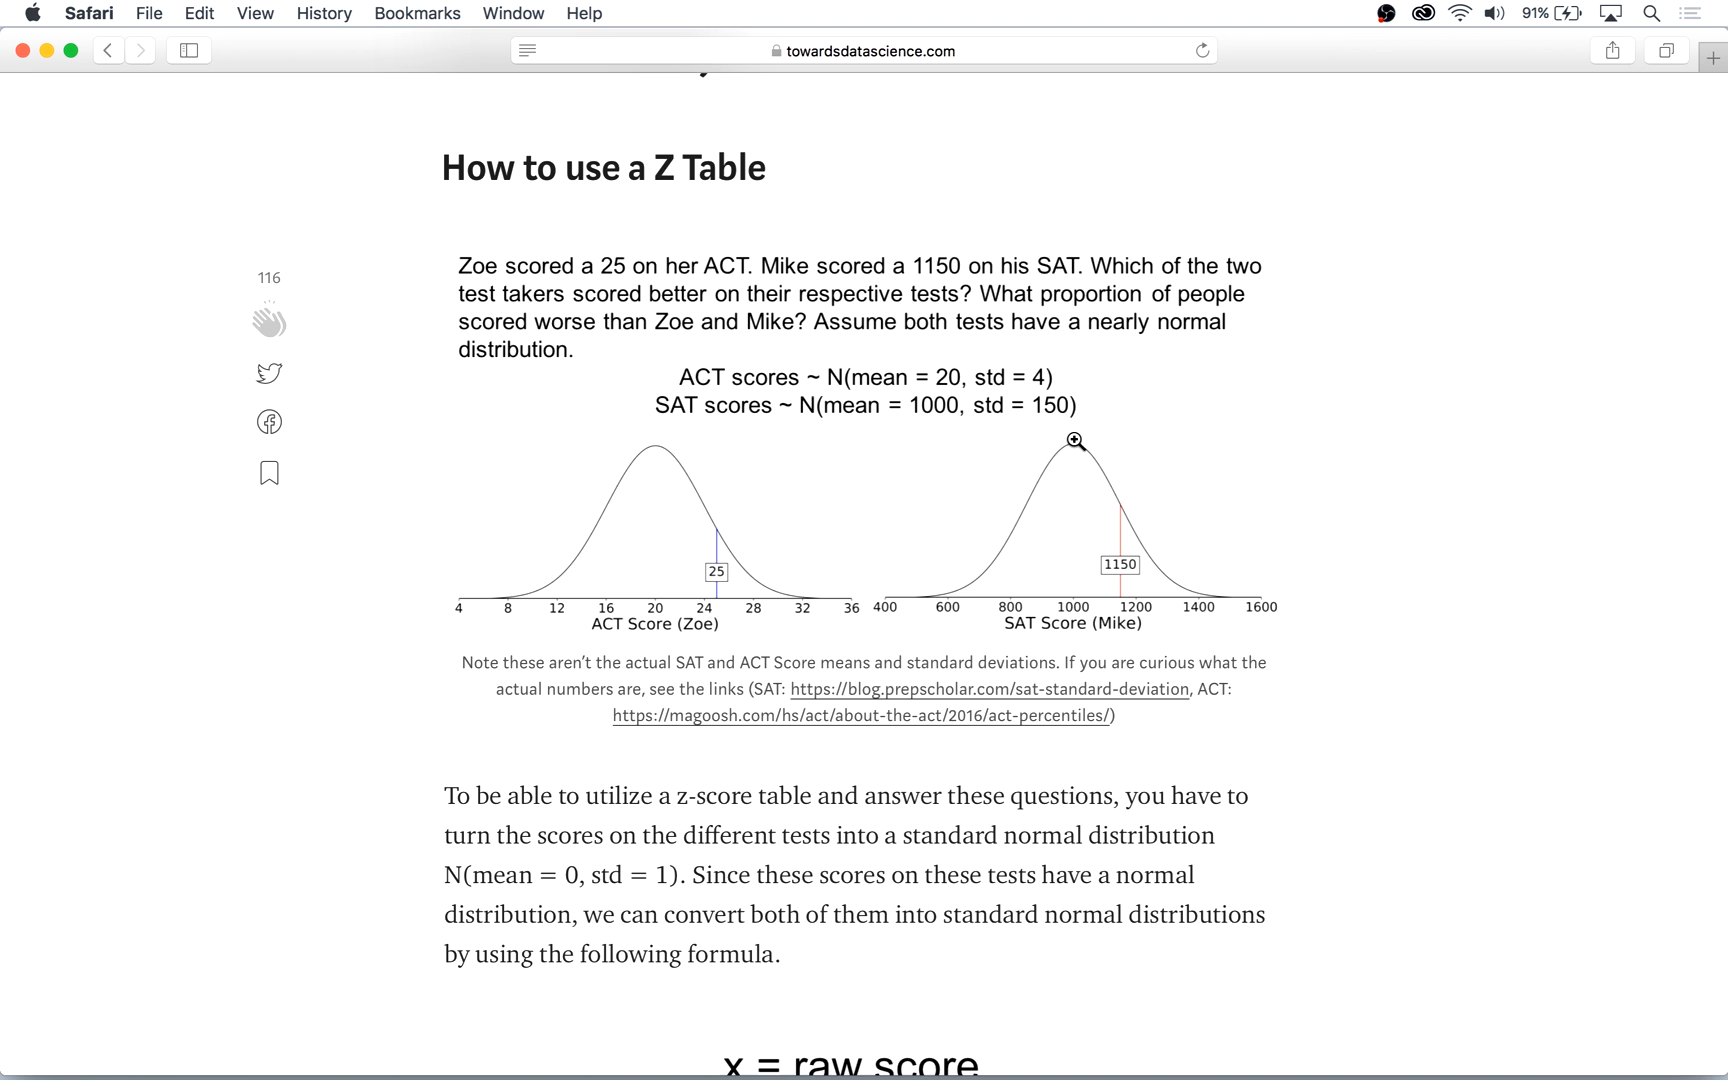 Safari File Edit View History Bookmarks Window Help 91%
towardsdatascience.com
How to use a Z Table
116
Zoe scored a 25 on her ACT. Mike scored a 1150 on his SAT. Which of the two
test takers scored better on their respective tests? What proportion of people
scored worse than Zoe and Mike? Assume both tests have a nearly normal
distribution.
ACT scores ~ N(mean = 20, std = 4)
SAT scores ~ N(mean = 1000, std = 150)
25
4 8 12 16 20 24 28 32 36
ACT Score (Zoe)
1150
400 600 800 1000 1200 1400 1600
SAT Score (Mike)
Note these aren’t the actual SAT and ACT Score means and standard deviations. If you are curious what the
actual numbers are, see the links (SAT: https://blog.prepscholar.com/sat-standard-deviation, ACT:
https://magoosh.com/hs/act/about-the-act/2016/act-percentiles/)
To be able to utilize a z-score table and answer these questions, you have to
turn the scores on the different tests into a standard normal distribution
N(mean = 0, std = 1). Since these scores on these tests have a normal
distribution, we can convert both of them into standard normal distributions
by using the following formula.
x = raw score